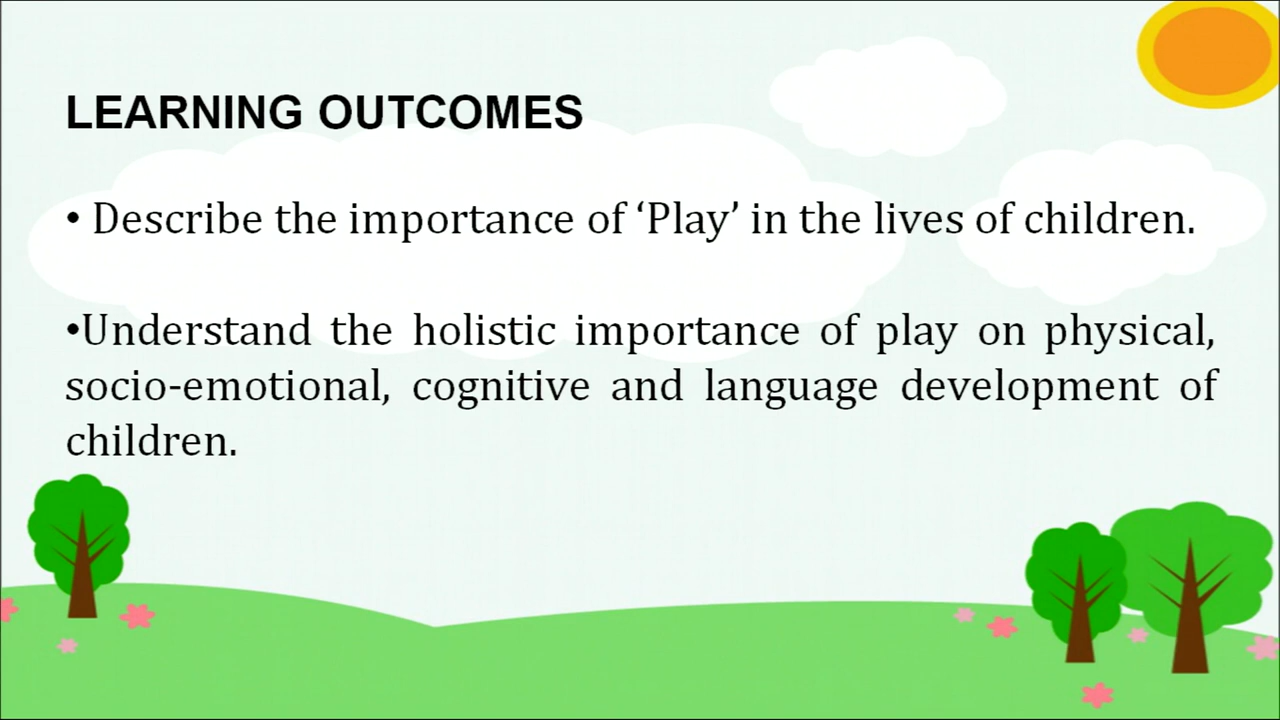 LEARNING OUTCOMES
• Describe the importance of ‘Play’ in the lives of children.
•Understand the holistic importance of play on physical,
socio-emotional, cognitive and language development of
children.